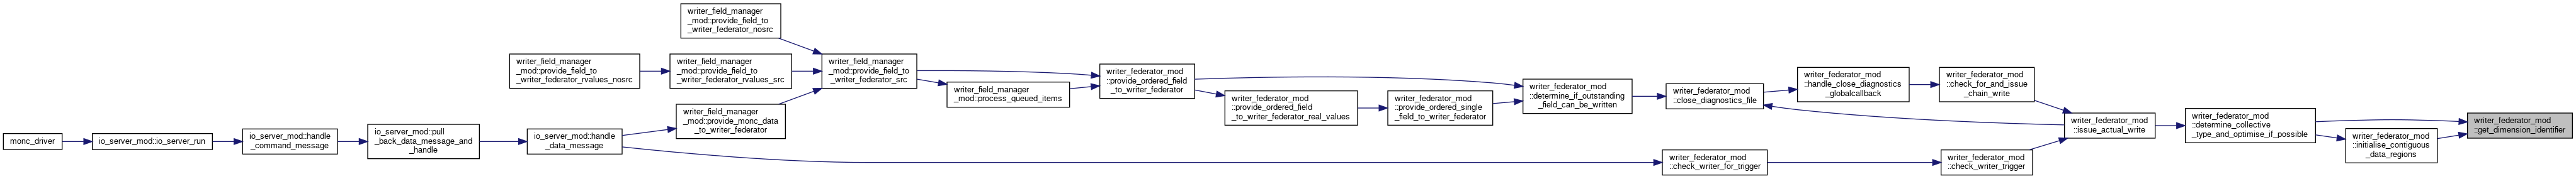 monc_driver
io_server_mod::io_server_run
io_server_mod::handle
_command_message
io_server_mod::pull
_back_data_message_and
_handle
io_server_mod::handle
_data_message
writer_field_manager
_mod::provide_field_to
_writer_federator_rvalues_nosrc
writer_field_manager
_mod::provide_field_to
_writer_federator_nosrc
writer_field_manager
_mod::provide_field_to
_writer_federator_rvalues_src
writer_field_manager
_mod::provide_monc_data
_to_writer_federator
writer_field_manager
_mod::provide_field_to
_writer_federator_src
writer_field_manager
_mod::process_queued_items
writer_federator_mod
::provide_ordered_field
_to_writer_federator
writer_federator_mod
::provide_ordered_field
_to_writer_federator_real_values
writer_federator_mod
::provide_ordered_single
_field_to_writer_federator
writer_federator_mod
::determine_if_outstanding
_field_can_be_written
writer_federator_mod
::close_diagnostics_file
writer_federator_mod
::check_writer_for_trigger
writer_federator_mod
::handle_close_diagnostics
_globalcallback
writer_federator_mod
::check_for_and_issue
_chain_write
writer_federator_mod
::check_writer_trigger
writer_federator_mod
::issue_actual_write
writer_federator_mod
::determine_collective
_type_and_optimise_if_possible
writer_federator_mod
::initialise_contiguous
_data_regions
writer_federator_mod
::get_dimension_identifier